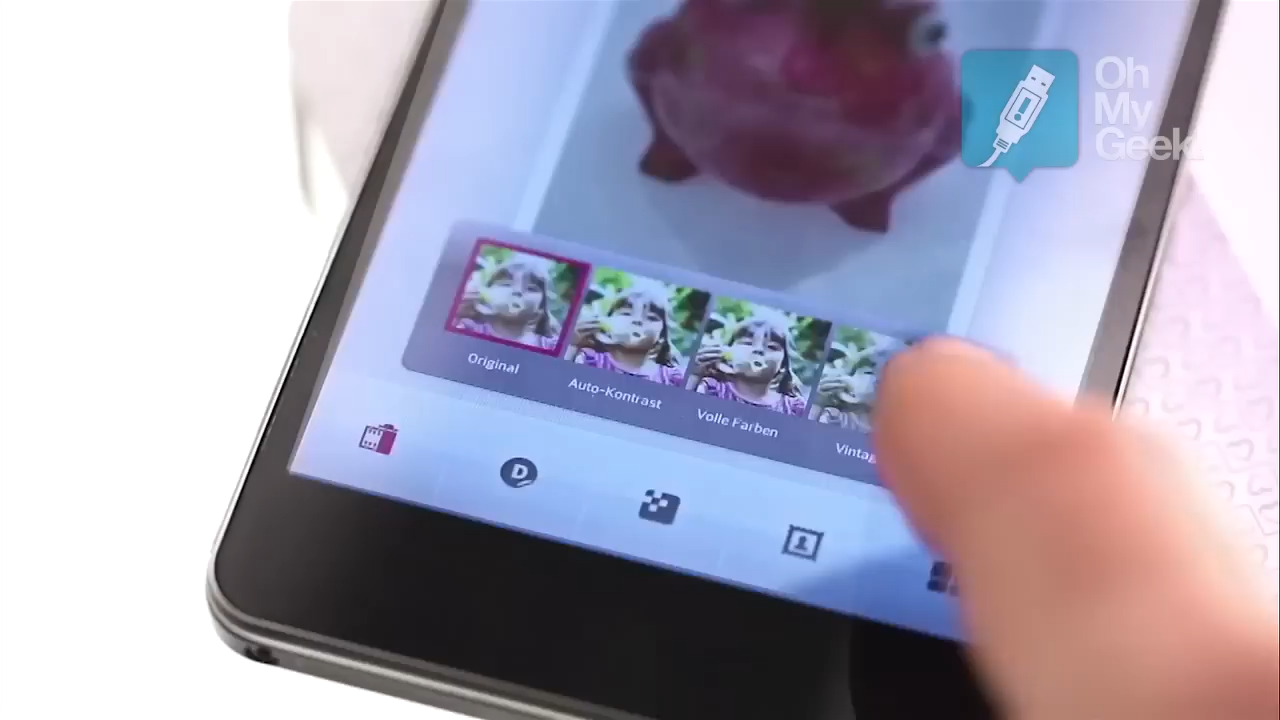 Oh
My
Geek!
Original
Auto-Kontrast
Volle Farben
D